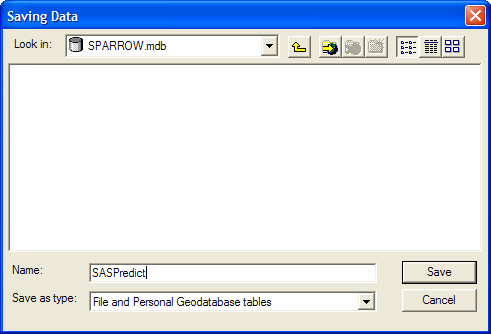 Saving Data
Look in: SPARROW.mdb
Name: SASPredict
Save
Save as type: File and Personal Geodatabase tables
Cancel